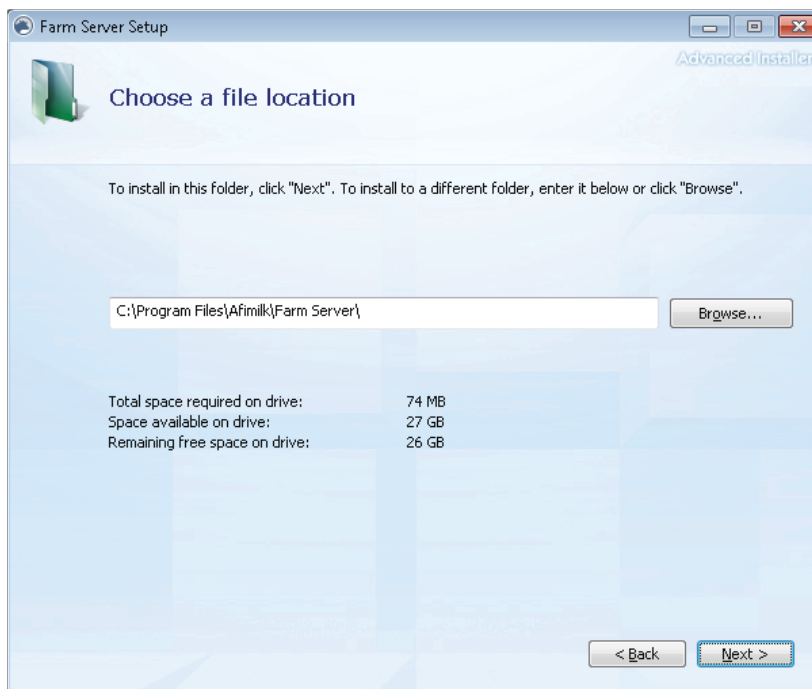 Farm Server Setup
Advanced Installer
Choose a file location
To install in this folder, click "Next". To install to a different folder, enter it below or click "Browse".
C:\Program Files\Afimilk\Farm Server\
Browse...
Total space required on drive: 74 MB
Space available on drive: 27 GB
Remaining free space on drive: 26 GB
< Back Next >